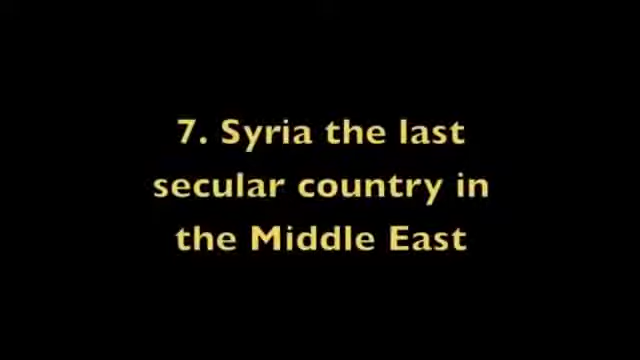 7. Syria the last
secular country in
the Middle East